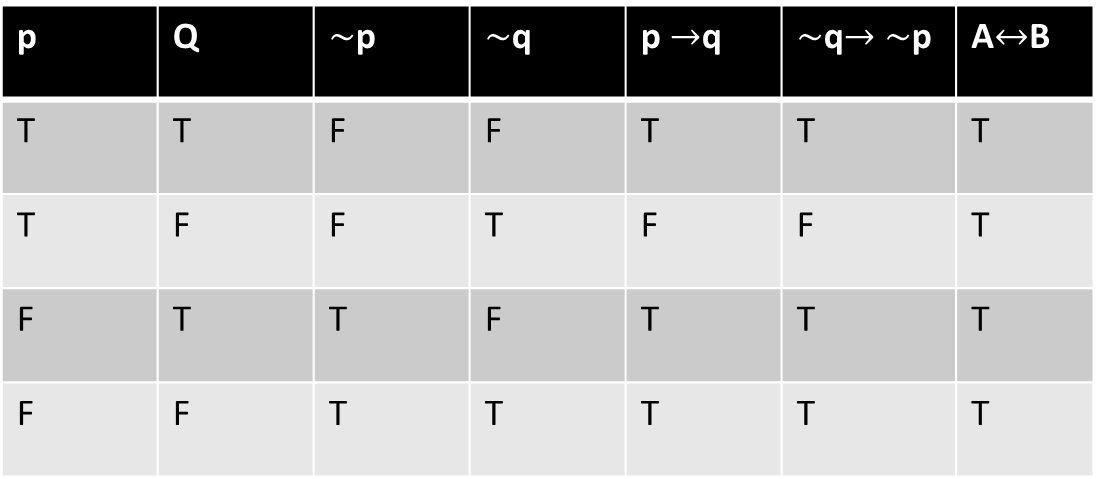 p Q ~p ~q p →q ~q→ ~p A↔B
T T F F T T T
T F F T F F T
F T T F T T T
F F T T T T T